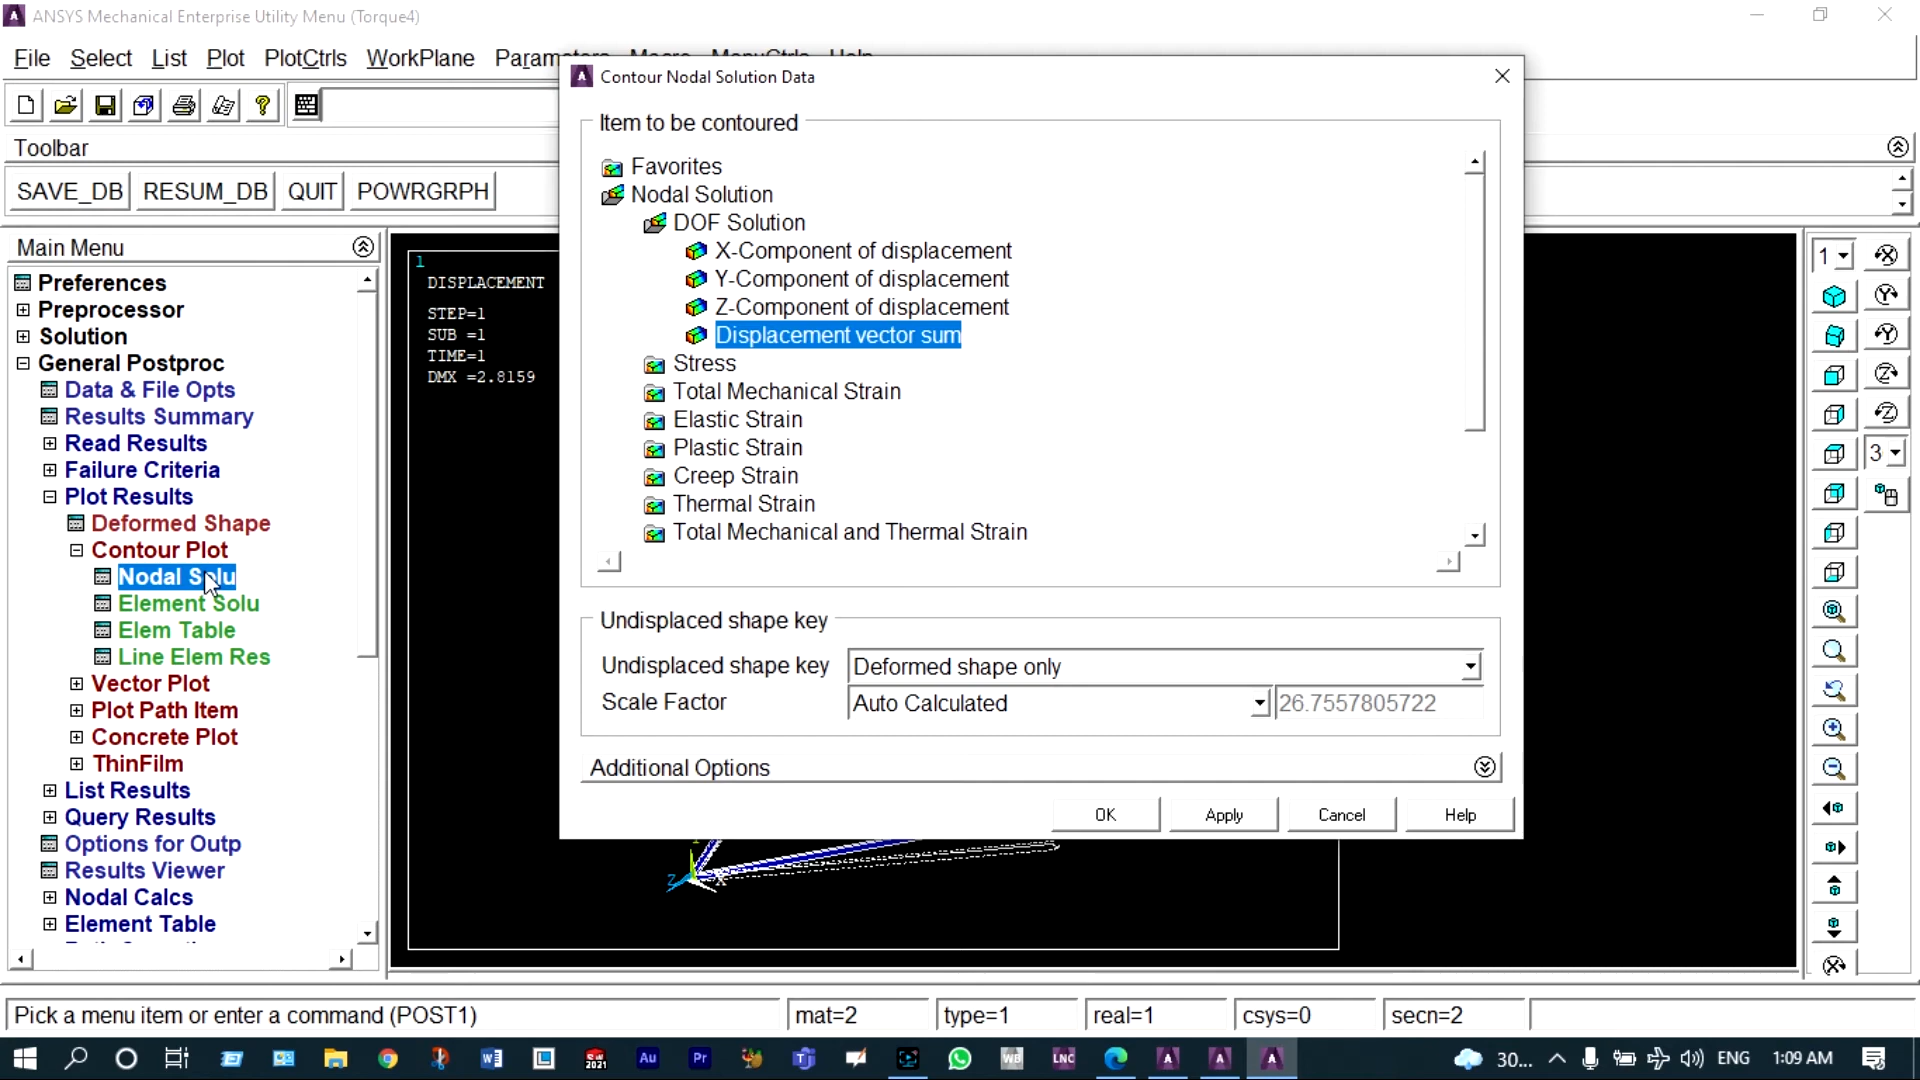 ANSYS Mechanical Enterprise Utility Menu (Torque4)
File Select List Plot PlotCtrls WorkPlane
Toolbar
SAVE_DB RESUM_DB QUIT POWRGRPH
Main Menu
Preferences
Preprocessor
Solution
General Postproc
Data & File Opts
Results Summary
Read Results
Failure Criteria
Plot Results
Deformed Shape
Contour Plot
Nodal Solu
Element Solu
Elem Table
Line Elem Res
Vector Plot
Plot Path Item
Concrete Plot
ThinFilm
List Results
Query Results
Options for Outp
Results Viewer
Nodal Calcs
Element Table
1
DISPLACEMENT
STEP=1
SUB =1
TIME=1
DMX =2.8159
Z X
Contour Nodal Solution Data
Item to be contoured
Favorites
Nodal Solution
DOF Solution
X-Component of displacement
Y-Component of displacement
Z-Component of displacement
Displacement vector sum
Stress
Total Mechanical Strain
Elastic Strain
Plastic Strain
Creep Strain
Thermal Strain
Total Mechanical and Thermal Strain
Undisplaced shape key
Undisplaced shape key Deformed shape only
Scale Factor Auto Calculated 26.7557805722
Additional Options
OK Apply Cancel Help
1
3
Pick a menu item or enter a command (POST1) mat=2 type=1 real=1 csys=0 secn=2
30... ENG 1:09 AM